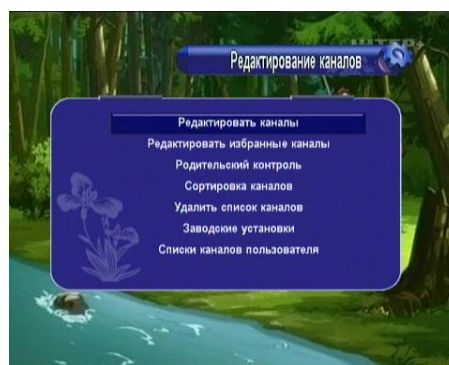 ІНТЕР+
Редактирование каналов
Редактировать каналы
Редактировать избранные каналы
Родительский контроль
Сортировка каналов
Удалить список каналов
Заводские установки
Списки каналов пользователя